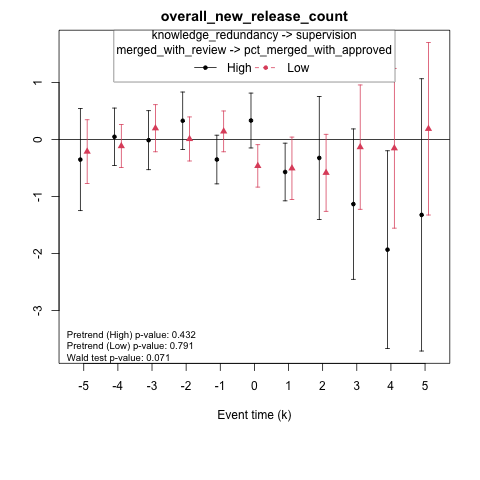 overall_new_release_count
knowledge_redundancy -> supervision
merged_with_review -> pct_merged_with_approved
High Low
1
0
-1
-2
-3
Pretrend (High) p-value: 0.432
Pretrend (Low) p-value: 0.791
Wald test p-value: 0.071
-5 -4 -3 -2 -1 0 1 2 3 4 5
Event time (k)